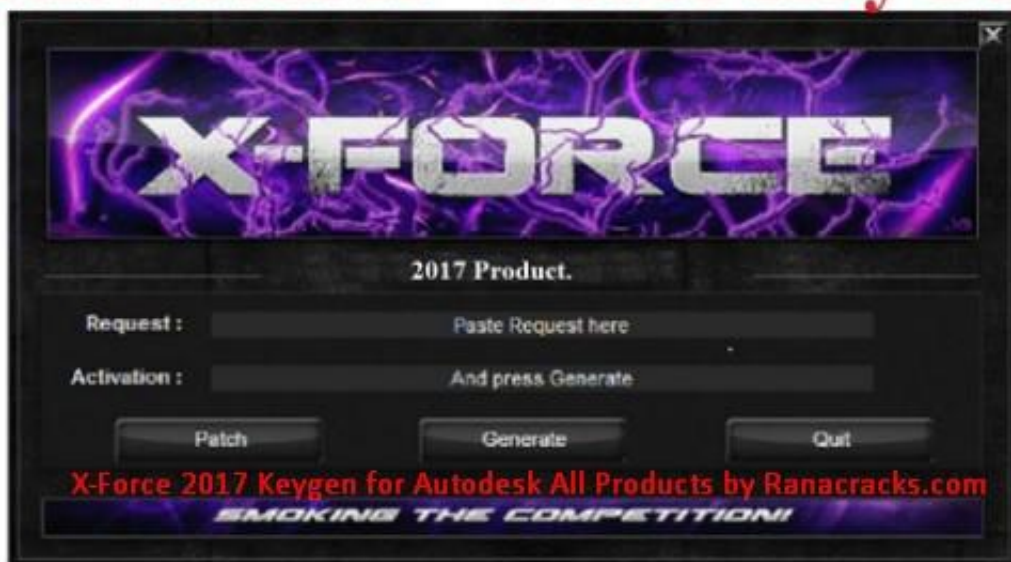 X-FORCE
2017 Product.
Request :
Paste Request here
Activation :
And press Generate
Patch
Generate
Quit
X-Force 2017 Keygen for Autodesk All Products by Ranacracks.com
SMOKING THE COMPETITION!